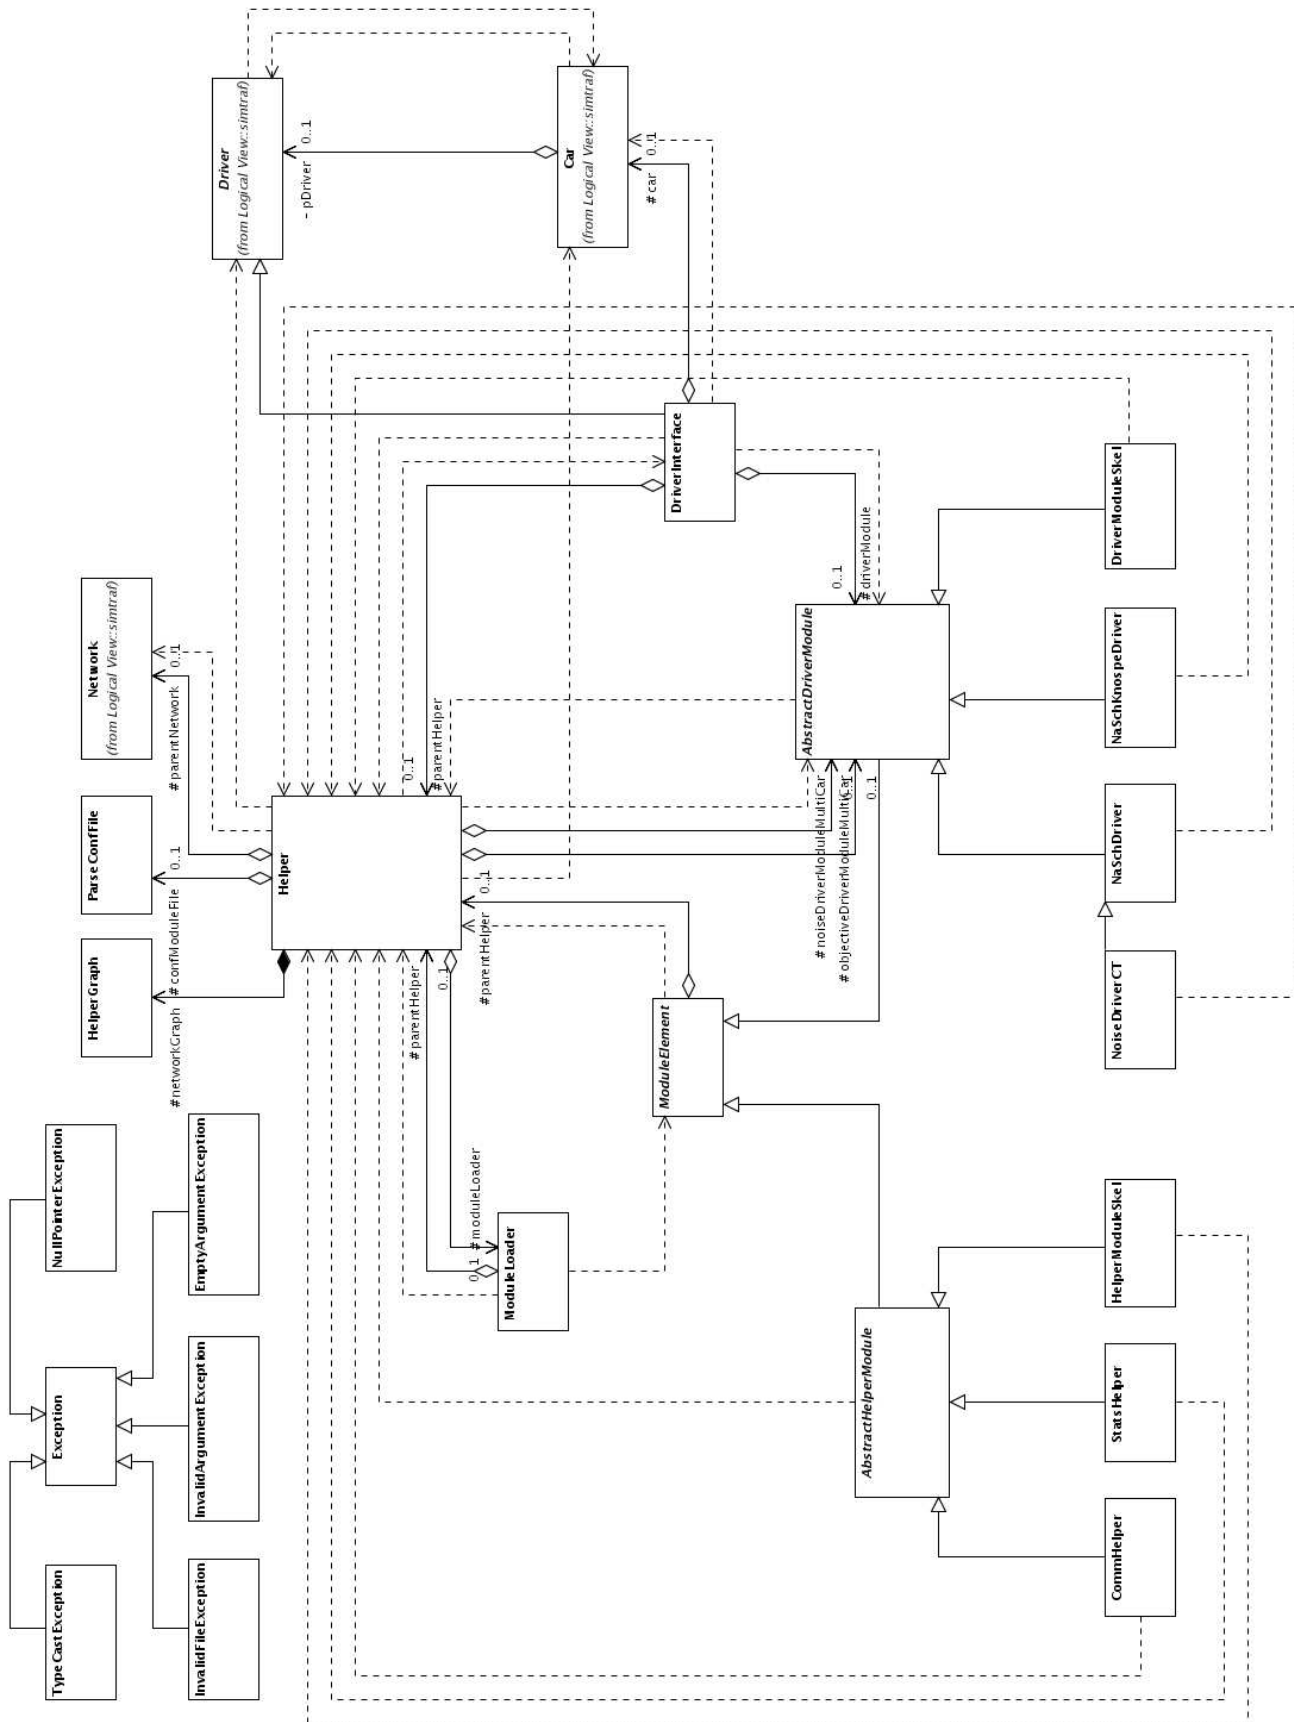 TypeCastException
Exception
NullPointerException
HelperGraph
ParseConfFile
Network
(from Logical View::simtraf)
#networkGraph
# confModuleFile
0..1
#parentNetwork
0..1
InvalidFileException
InvalidArgumentException
EmptyArgumentException
Driver
(from Logical View::simtraf)
Helper
- pDriver
0..1
# parentHelper
0..1
0..1
#parentHelper
0..1
#moduleLoader
0..1
#parentHelper
ModuleLoader
Car
(from Logical View::simtraf)
# car
0..1
ModuleElement
DriverInterface
AbstractDriverModule
#noiseDriverModuleMultiCar
#objectiveDriverModuleMultiCar
0..1
0..1
0..1
#driverModule
AbstractHelperModule
CommHelper
StatsHelper
HelperModuleSkel
NoiseDriverCT
NaSchDriver
NaSchKnospeDriver
DriverModuleSkel